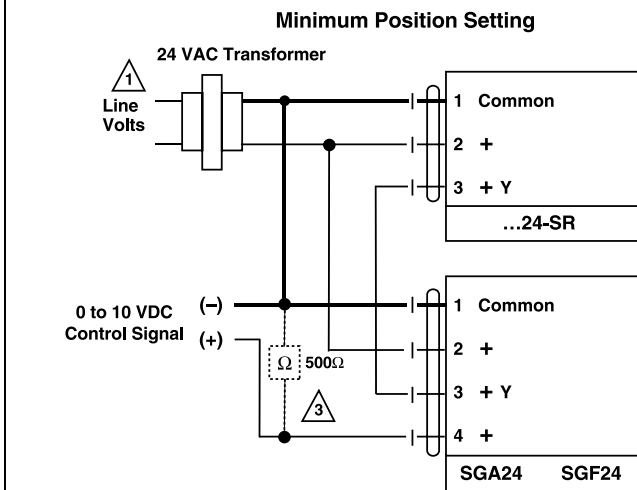 Minimum Position Setting
24 VAC Transformer
1
Line
Volts
1 Common
2 +
3 + Y
...24-SR
0 to 10 VDC
Control Signal
(–)
(+)
Ω 500Ω
3
1 Common
2 +
3 + Y
4 +
SGA24 SGF24